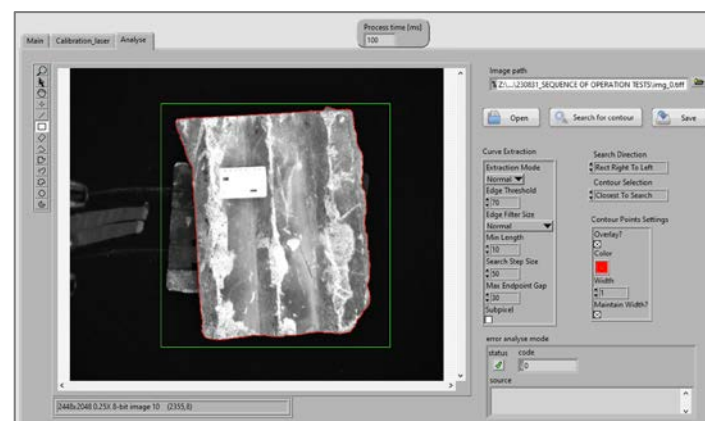 Process time [ms]
100
Main Calibration_laser Analyse
Image path
Z:\...\230831_SEQUENCE OF OPERATION TESTS\img_0.tiff
Open Search for contour Save
Curve Extraction
Extraction Mode
Normal
Edge Threshold
70
Edge Filter Size
Normal
Min Length
10
Search Step Size
50
Max Endpoint Gap
30
Subpixel
Search Direction
Rect Right To Left
Contour Selection
Closest To Search
Contour Points Settings
Overlay?
Color
Width
1
Maintain Width?
error analyse mode
status code
0
source
2448x2048 0.25X 8-bit image 10 (2355,8)